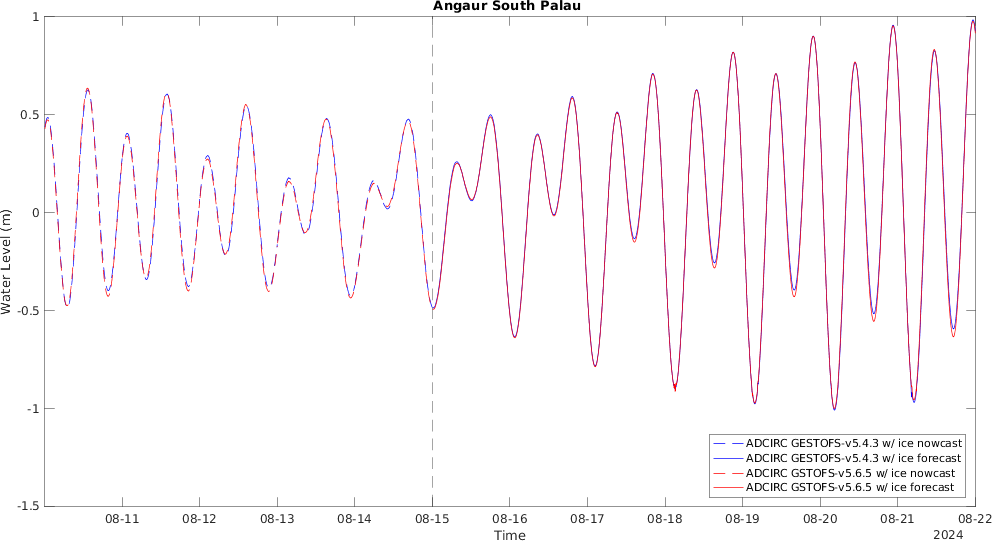 Angaur South Palau
1
0.5
0
-0.5
-1
-1.5
Water Level (m)
08-11
08-12
08-13
08-14
08-15
08-16
08-17
08-18
08-19
08-20
08-21
08-22
Time
2024
ADCIRC GESTOFS-v5.4.3 w/ ice nowcast
ADCIRC GESTOFS-v5.4.3 w/ ice forecast
ADCIRC GSTOFS-v5.6.5 w/ ice nowcast
ADCIRC GSTOFS-v5.6.5 w/ ice forecast